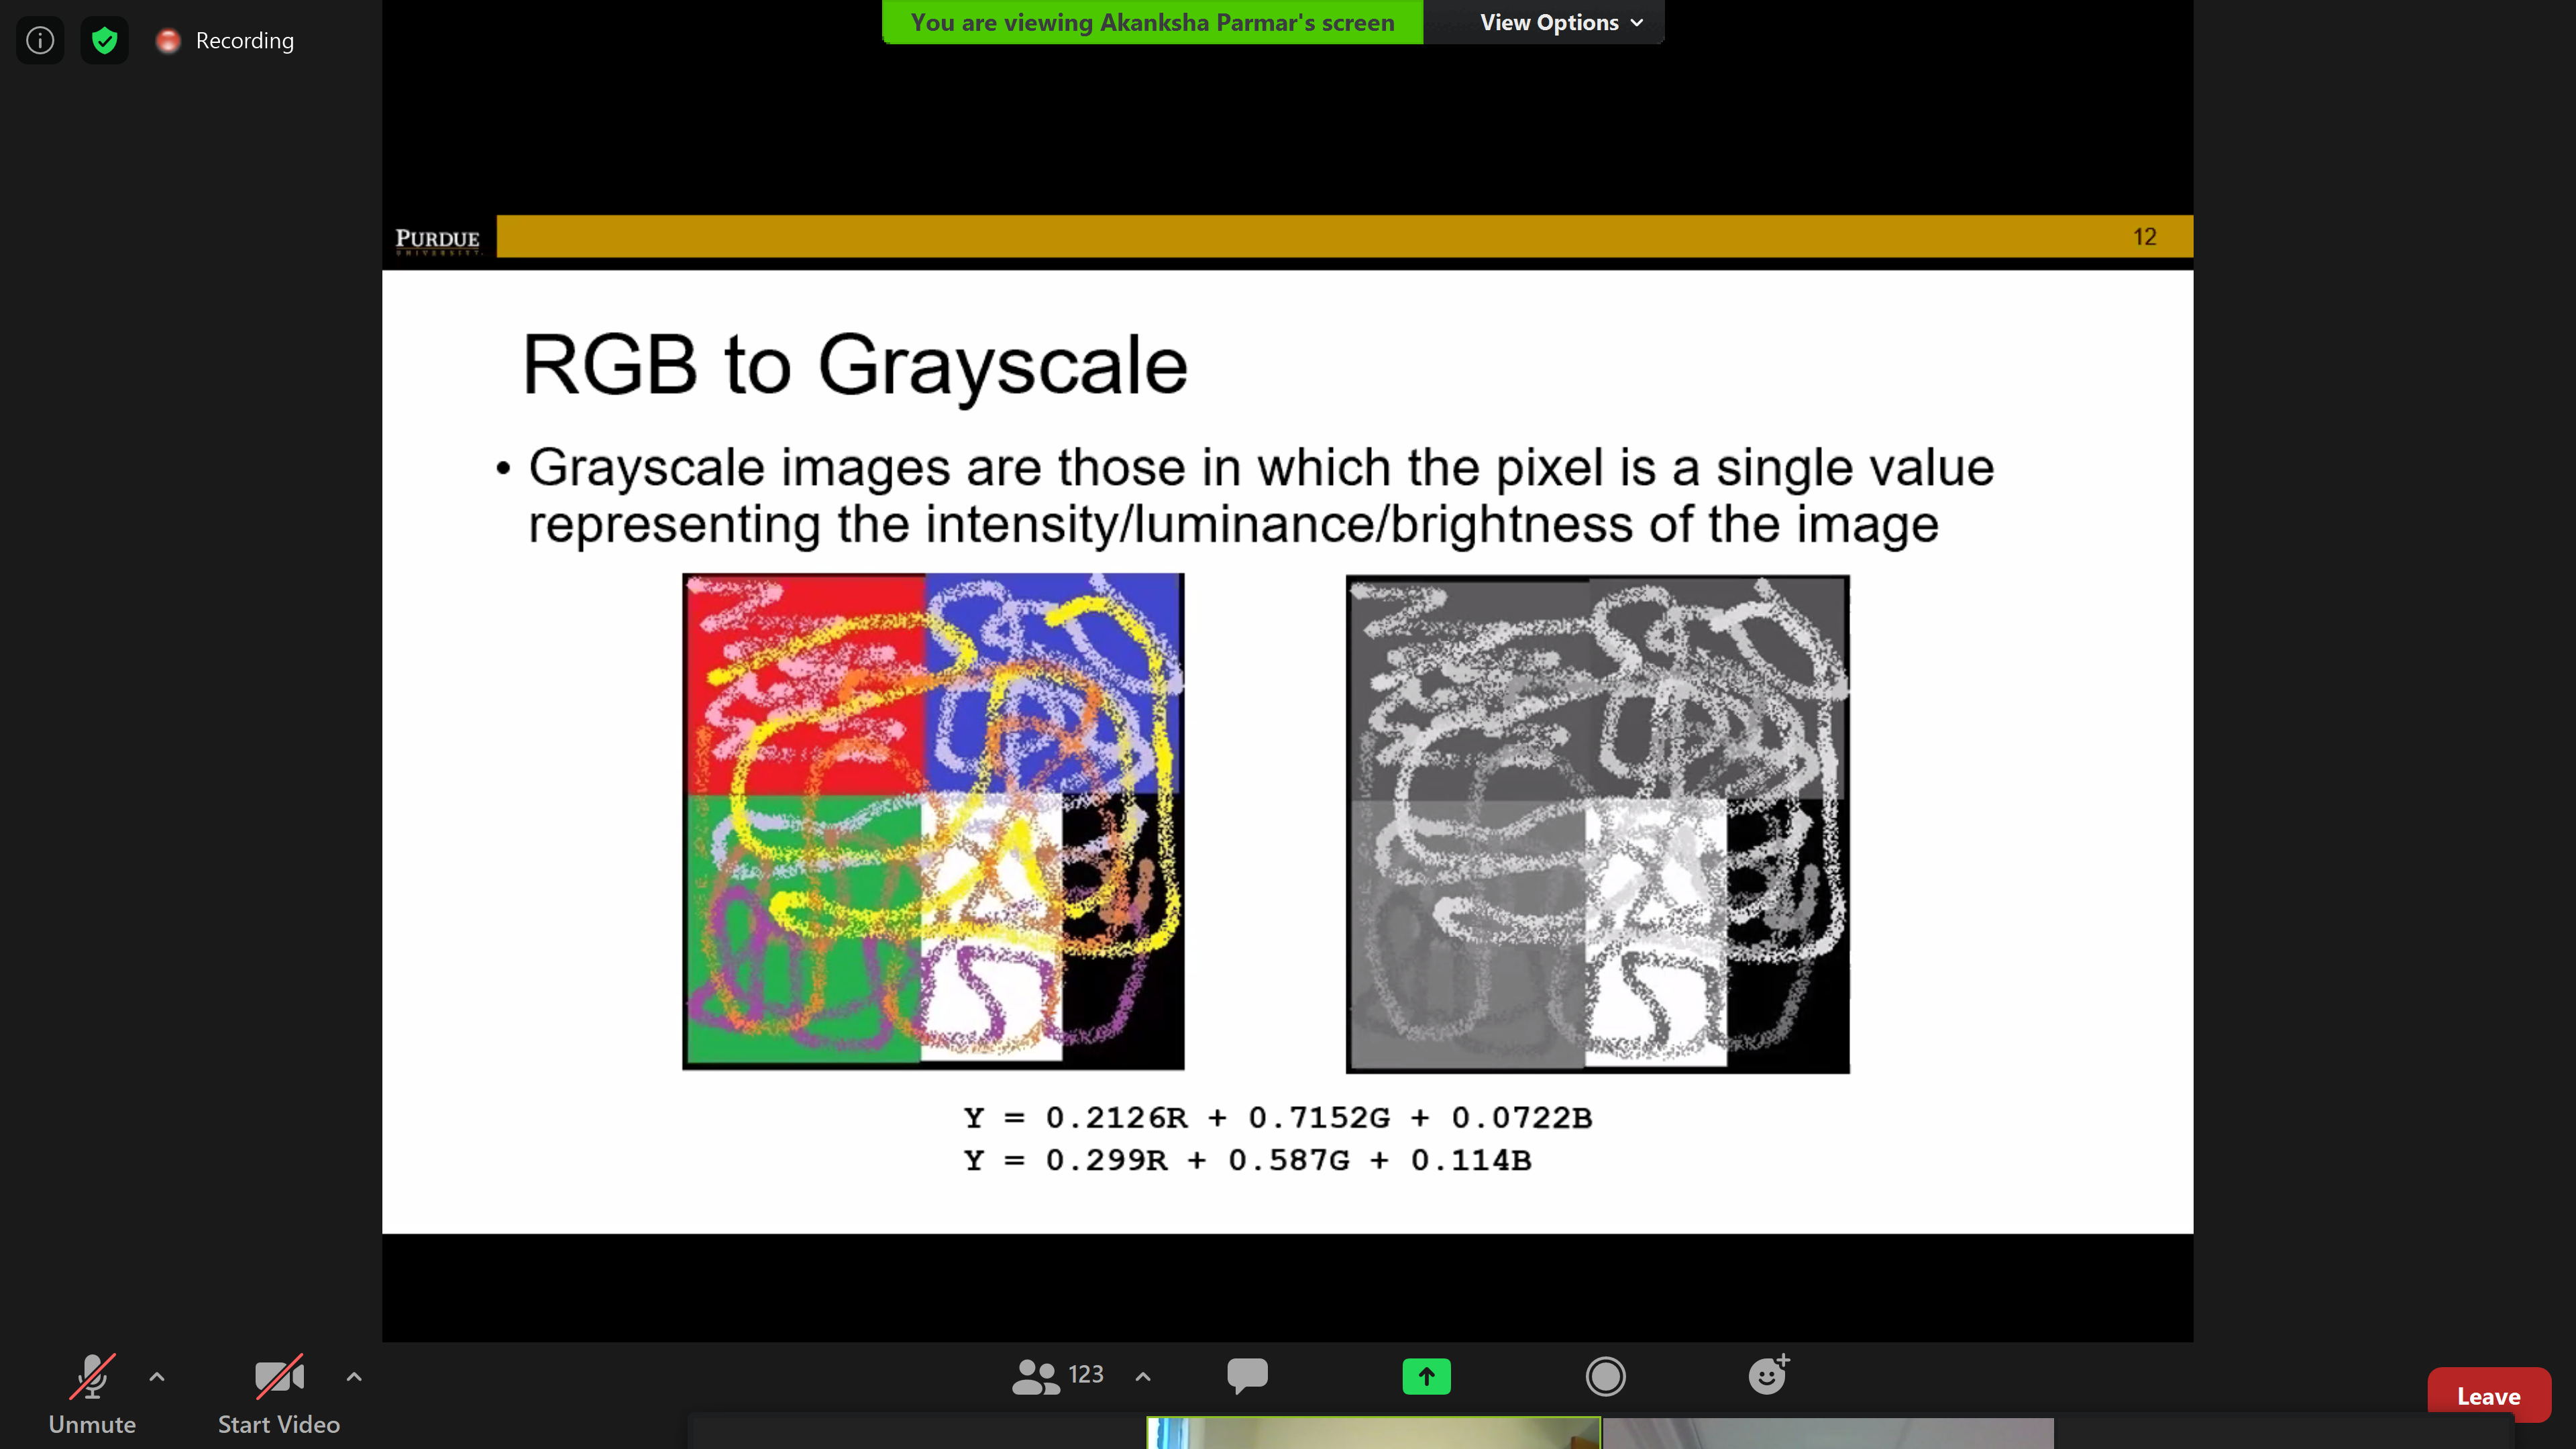 Recording
You are viewing Akanksha Parmar's screen
View Options
PURDUE
UNIVERSITY
12
RGB to Grayscale
• Grayscale images are those in which the pixel is a single value
representing the intensity/luminance/brightness of the image
Y = 0.2126R + 0.7152G + 0.0722B
Y = 0.299R + 0.587G + 0.114B
Unmute
Start Video
123
Leave